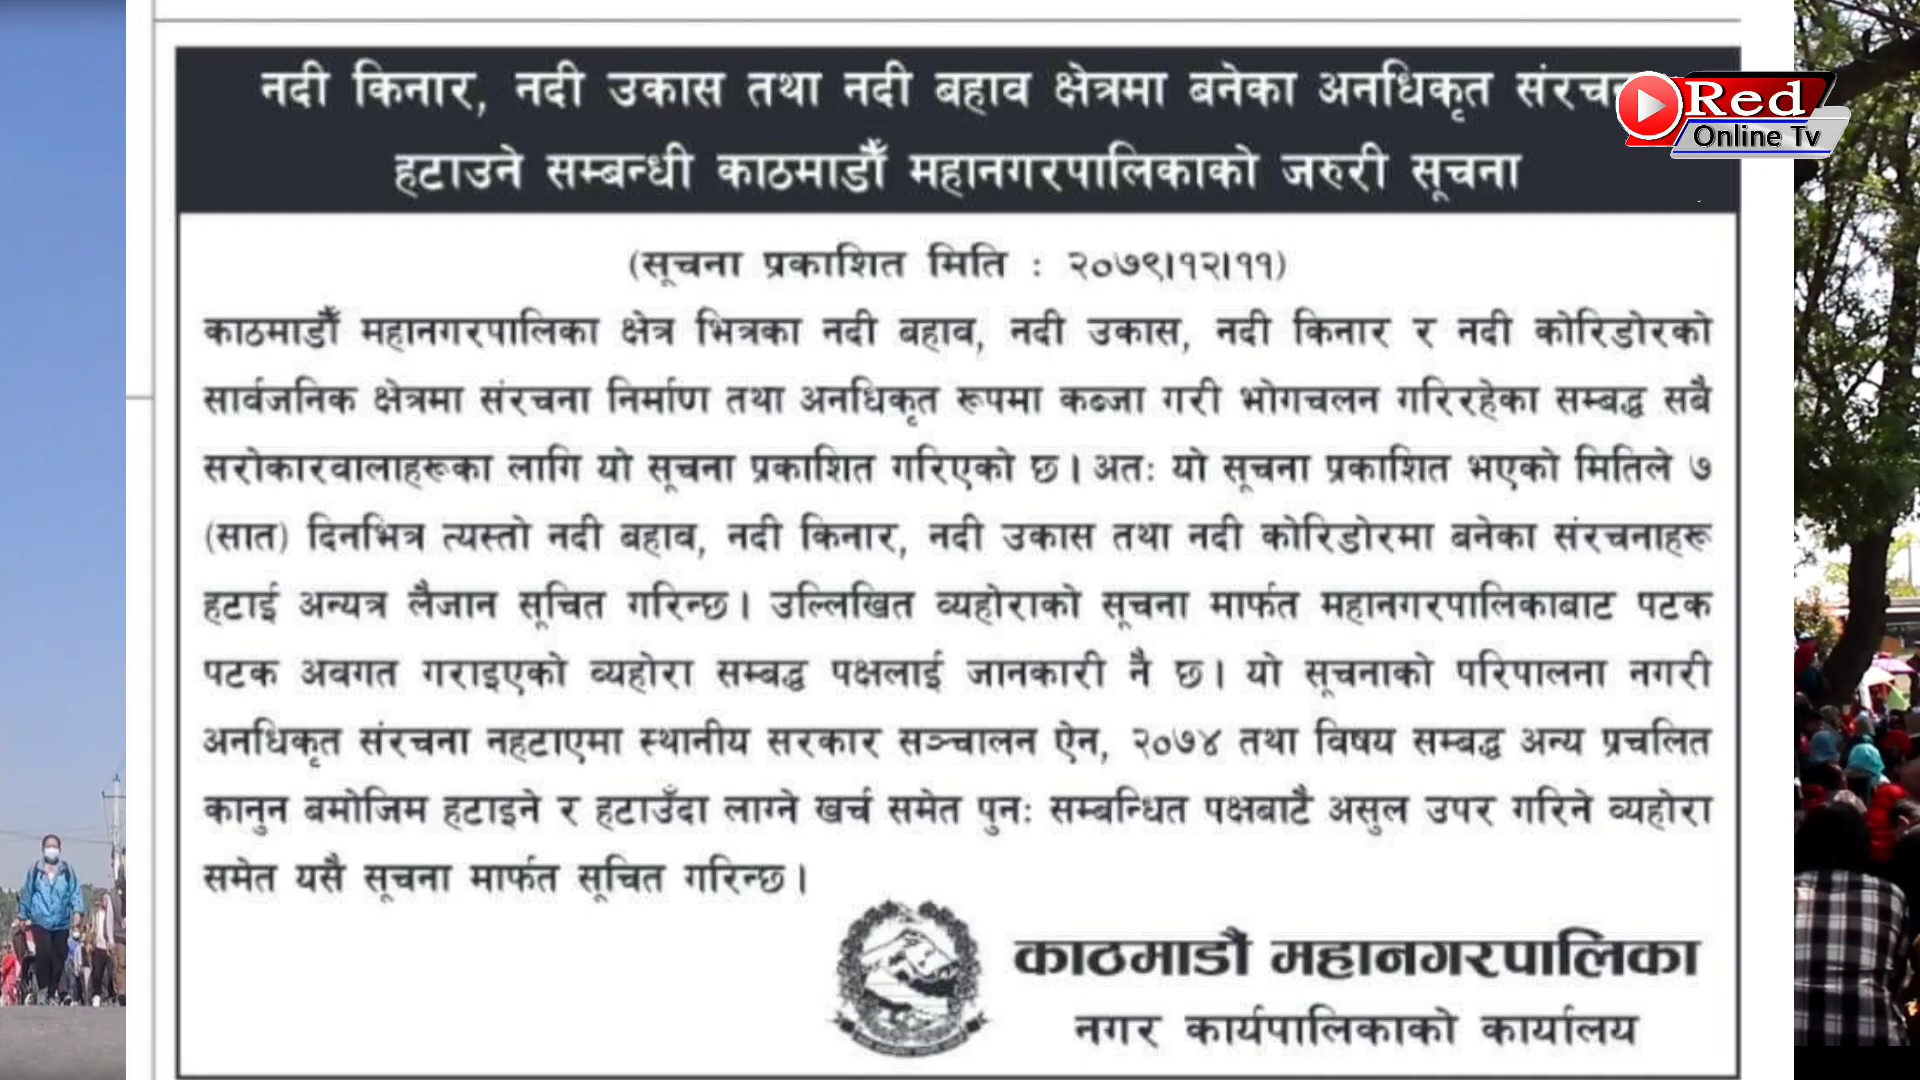 नदी किनार, नदी उकास तथा नदी बहाव क्षेत्रमा बनेका अनधिकृत
हटाउने सम्बन्धी काठमाडौँ महानगरपालिकाको जरुरी सूचना
Red
Online Tv
(सूचना प्रकाशित मिति : २०७९।१२।११)
काठमाडौँ महानगरपालिका क्षेत्र भित्रका नदी बहाव, नदी उकास, नदी किनार र नदी कोरिडोरको
सार्वजनिक क्षेत्रमा संरचना निर्माण तथा अनधिकृत रूपमा कब्जा गरी भोगचलन गरिरहेका सम्बद्ध सबै
सरोकारवालाहरूका लागि यो सूचना प्रकाशित गरिएको छ। अतः यो सूचना प्रकाशित भएको मितिले ७
(सात) दिनभित्र त्यस्तो नदी बहाव, नदी किनार, नदी उकास तथा नदी कोरिडोरमा बनेका संरचनाहरू
हटाई अन्यत्र लैजान सूचित गरिन्छ। उल्लिखित व्यहोराको सूचना मार्फत महानगरपालिकाबाट पटक
पटक अवगत गराइएको व्यहोरा सम्बद्ध पक्षलाई जानकारी नै छ। यो सूचनाको परिपालना नगरी
अनधिकृत संरचना नहटाएमा स्थानीय सरकार सञ्चालन ऐन, २०७४ तथा विषय सम्बद्ध अन्य प्रचलित
कानुन बमोजिम हटाइने र हटाउँदा लाग्ने खर्च समेत पुनः सम्बन्धित पक्षबाटै असुल उपर गरिने व्यहोरा
समेत यसै सूचना मार्फत सूचित गरिन्छ।
काठमाडौं महानगरपालिका
नगर कार्यपालिकाको कार्यालय